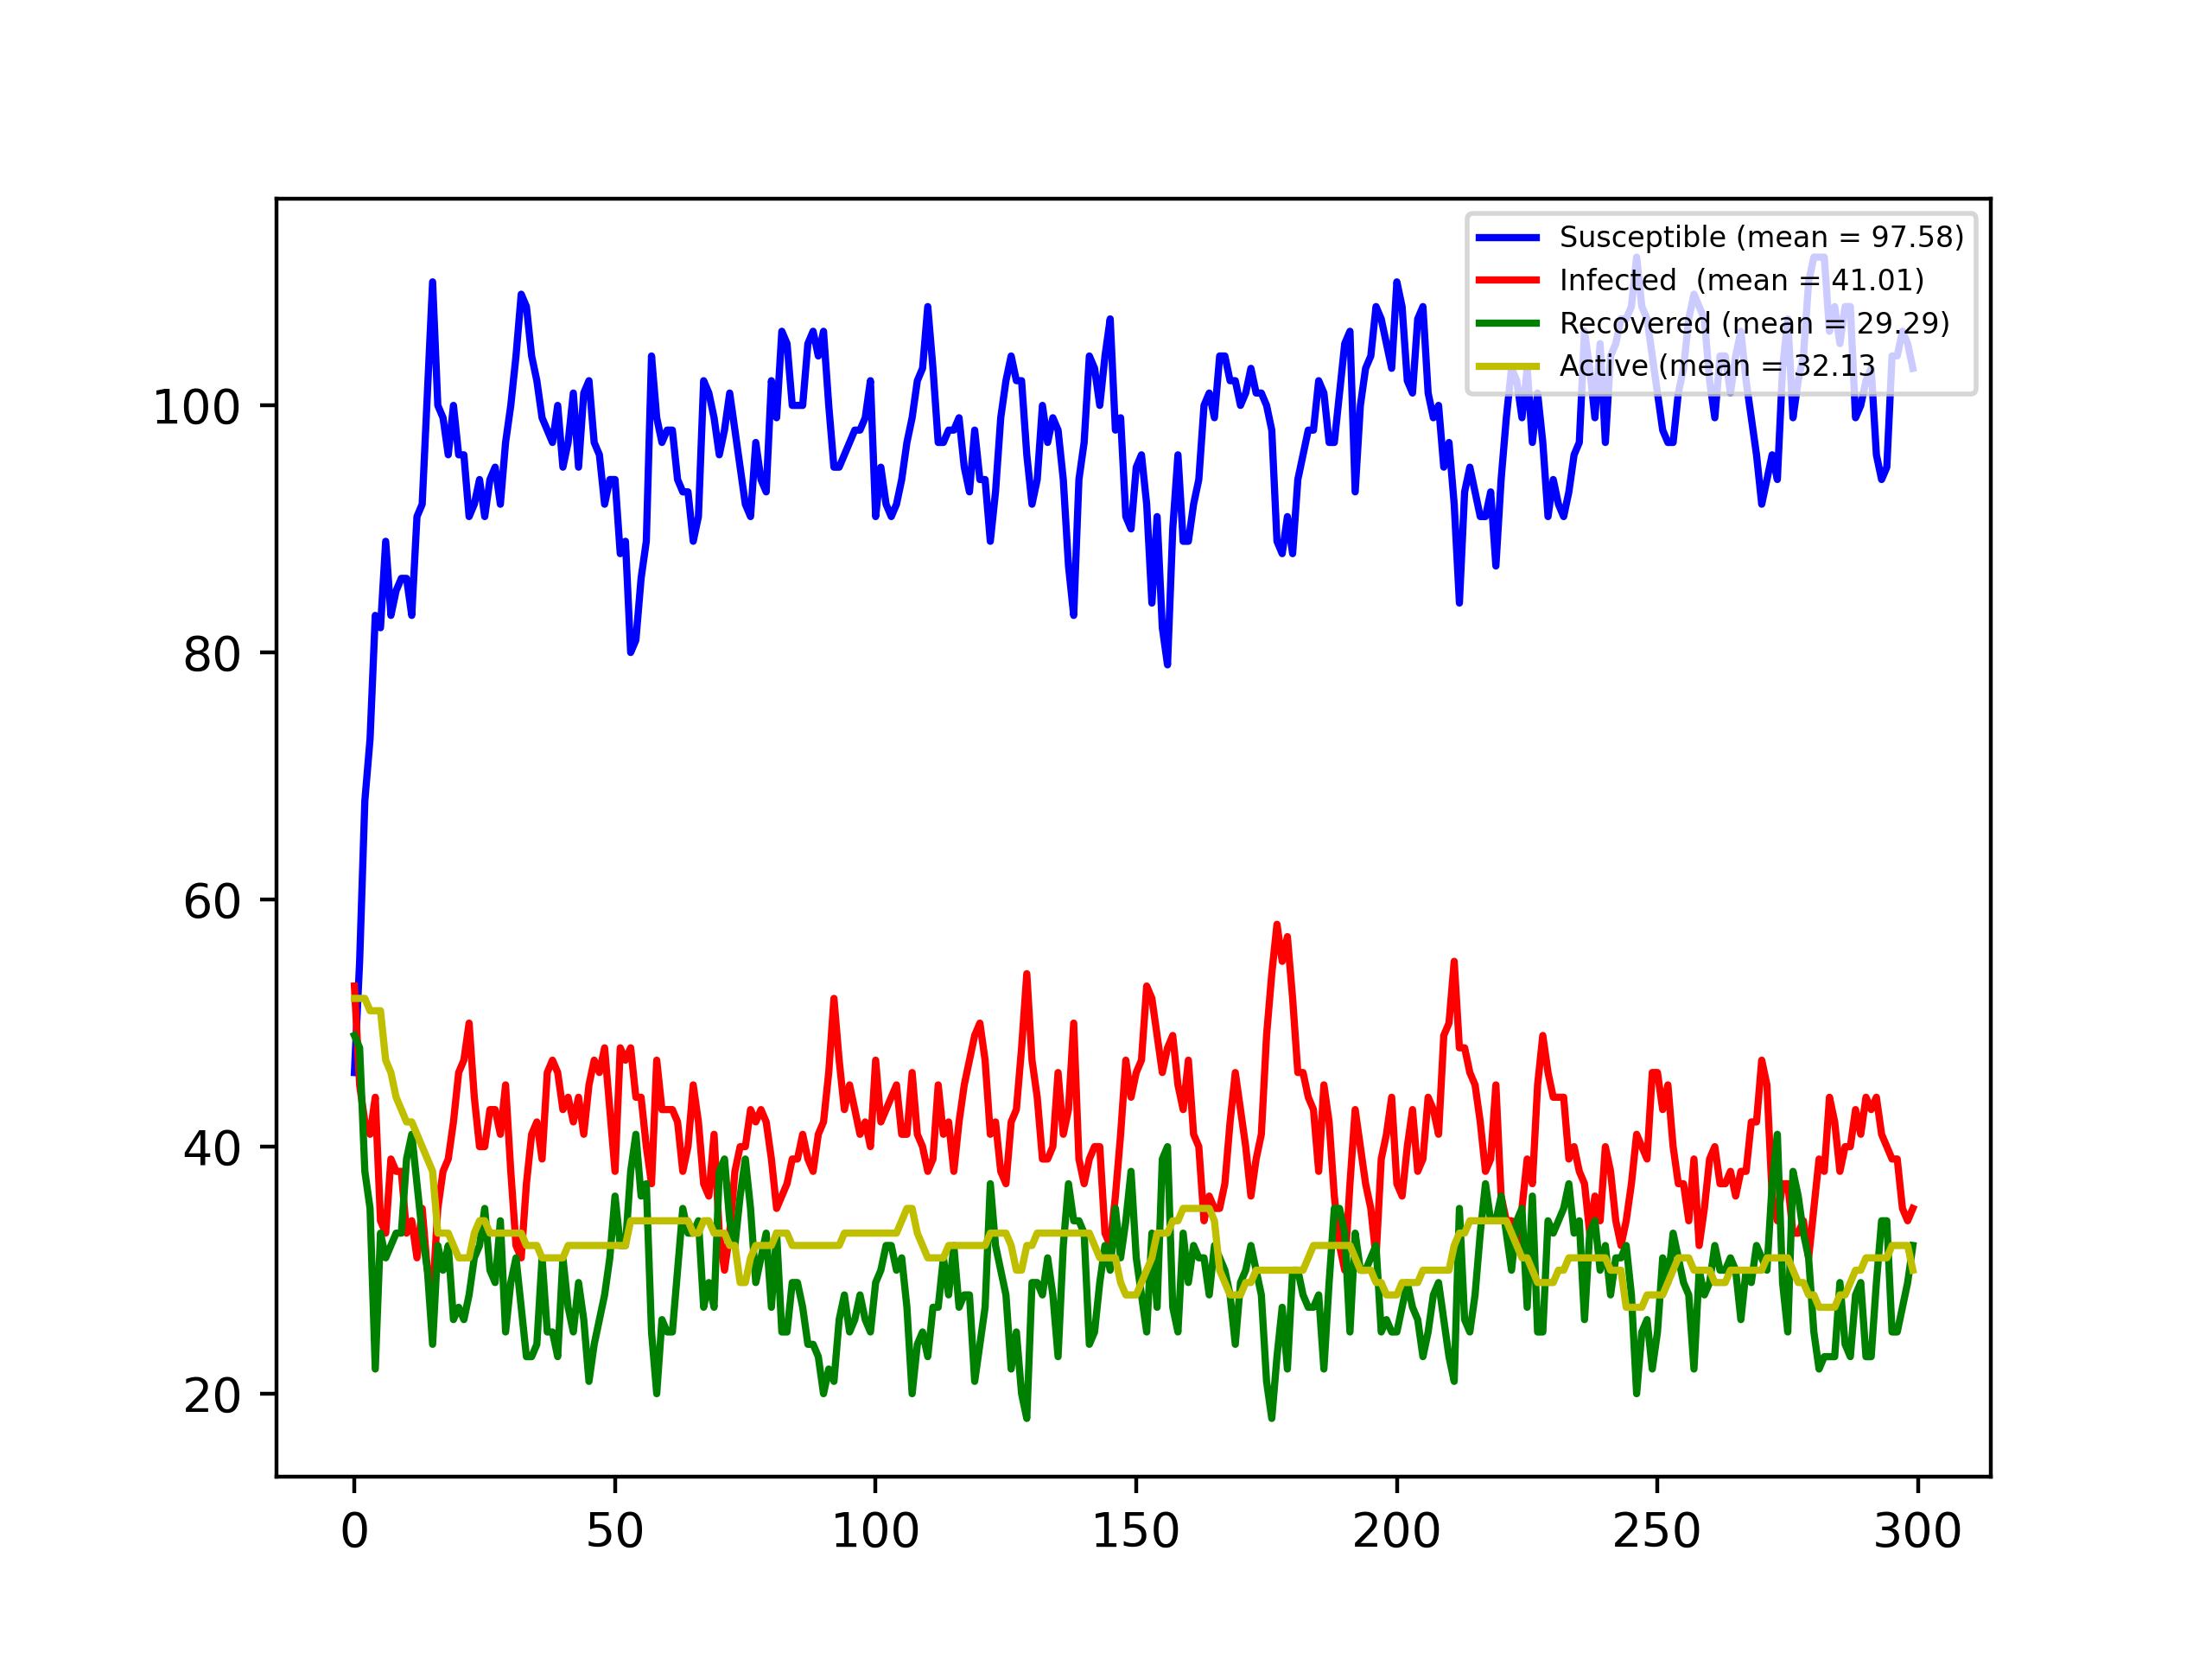 Susceptible (mean = 97.58)
Infected  (mean = 41.01)
Recovered (mean = 29.29)
Active (mean = 32.13
100
80
60
40
20
0 50 100 150 200 250 300